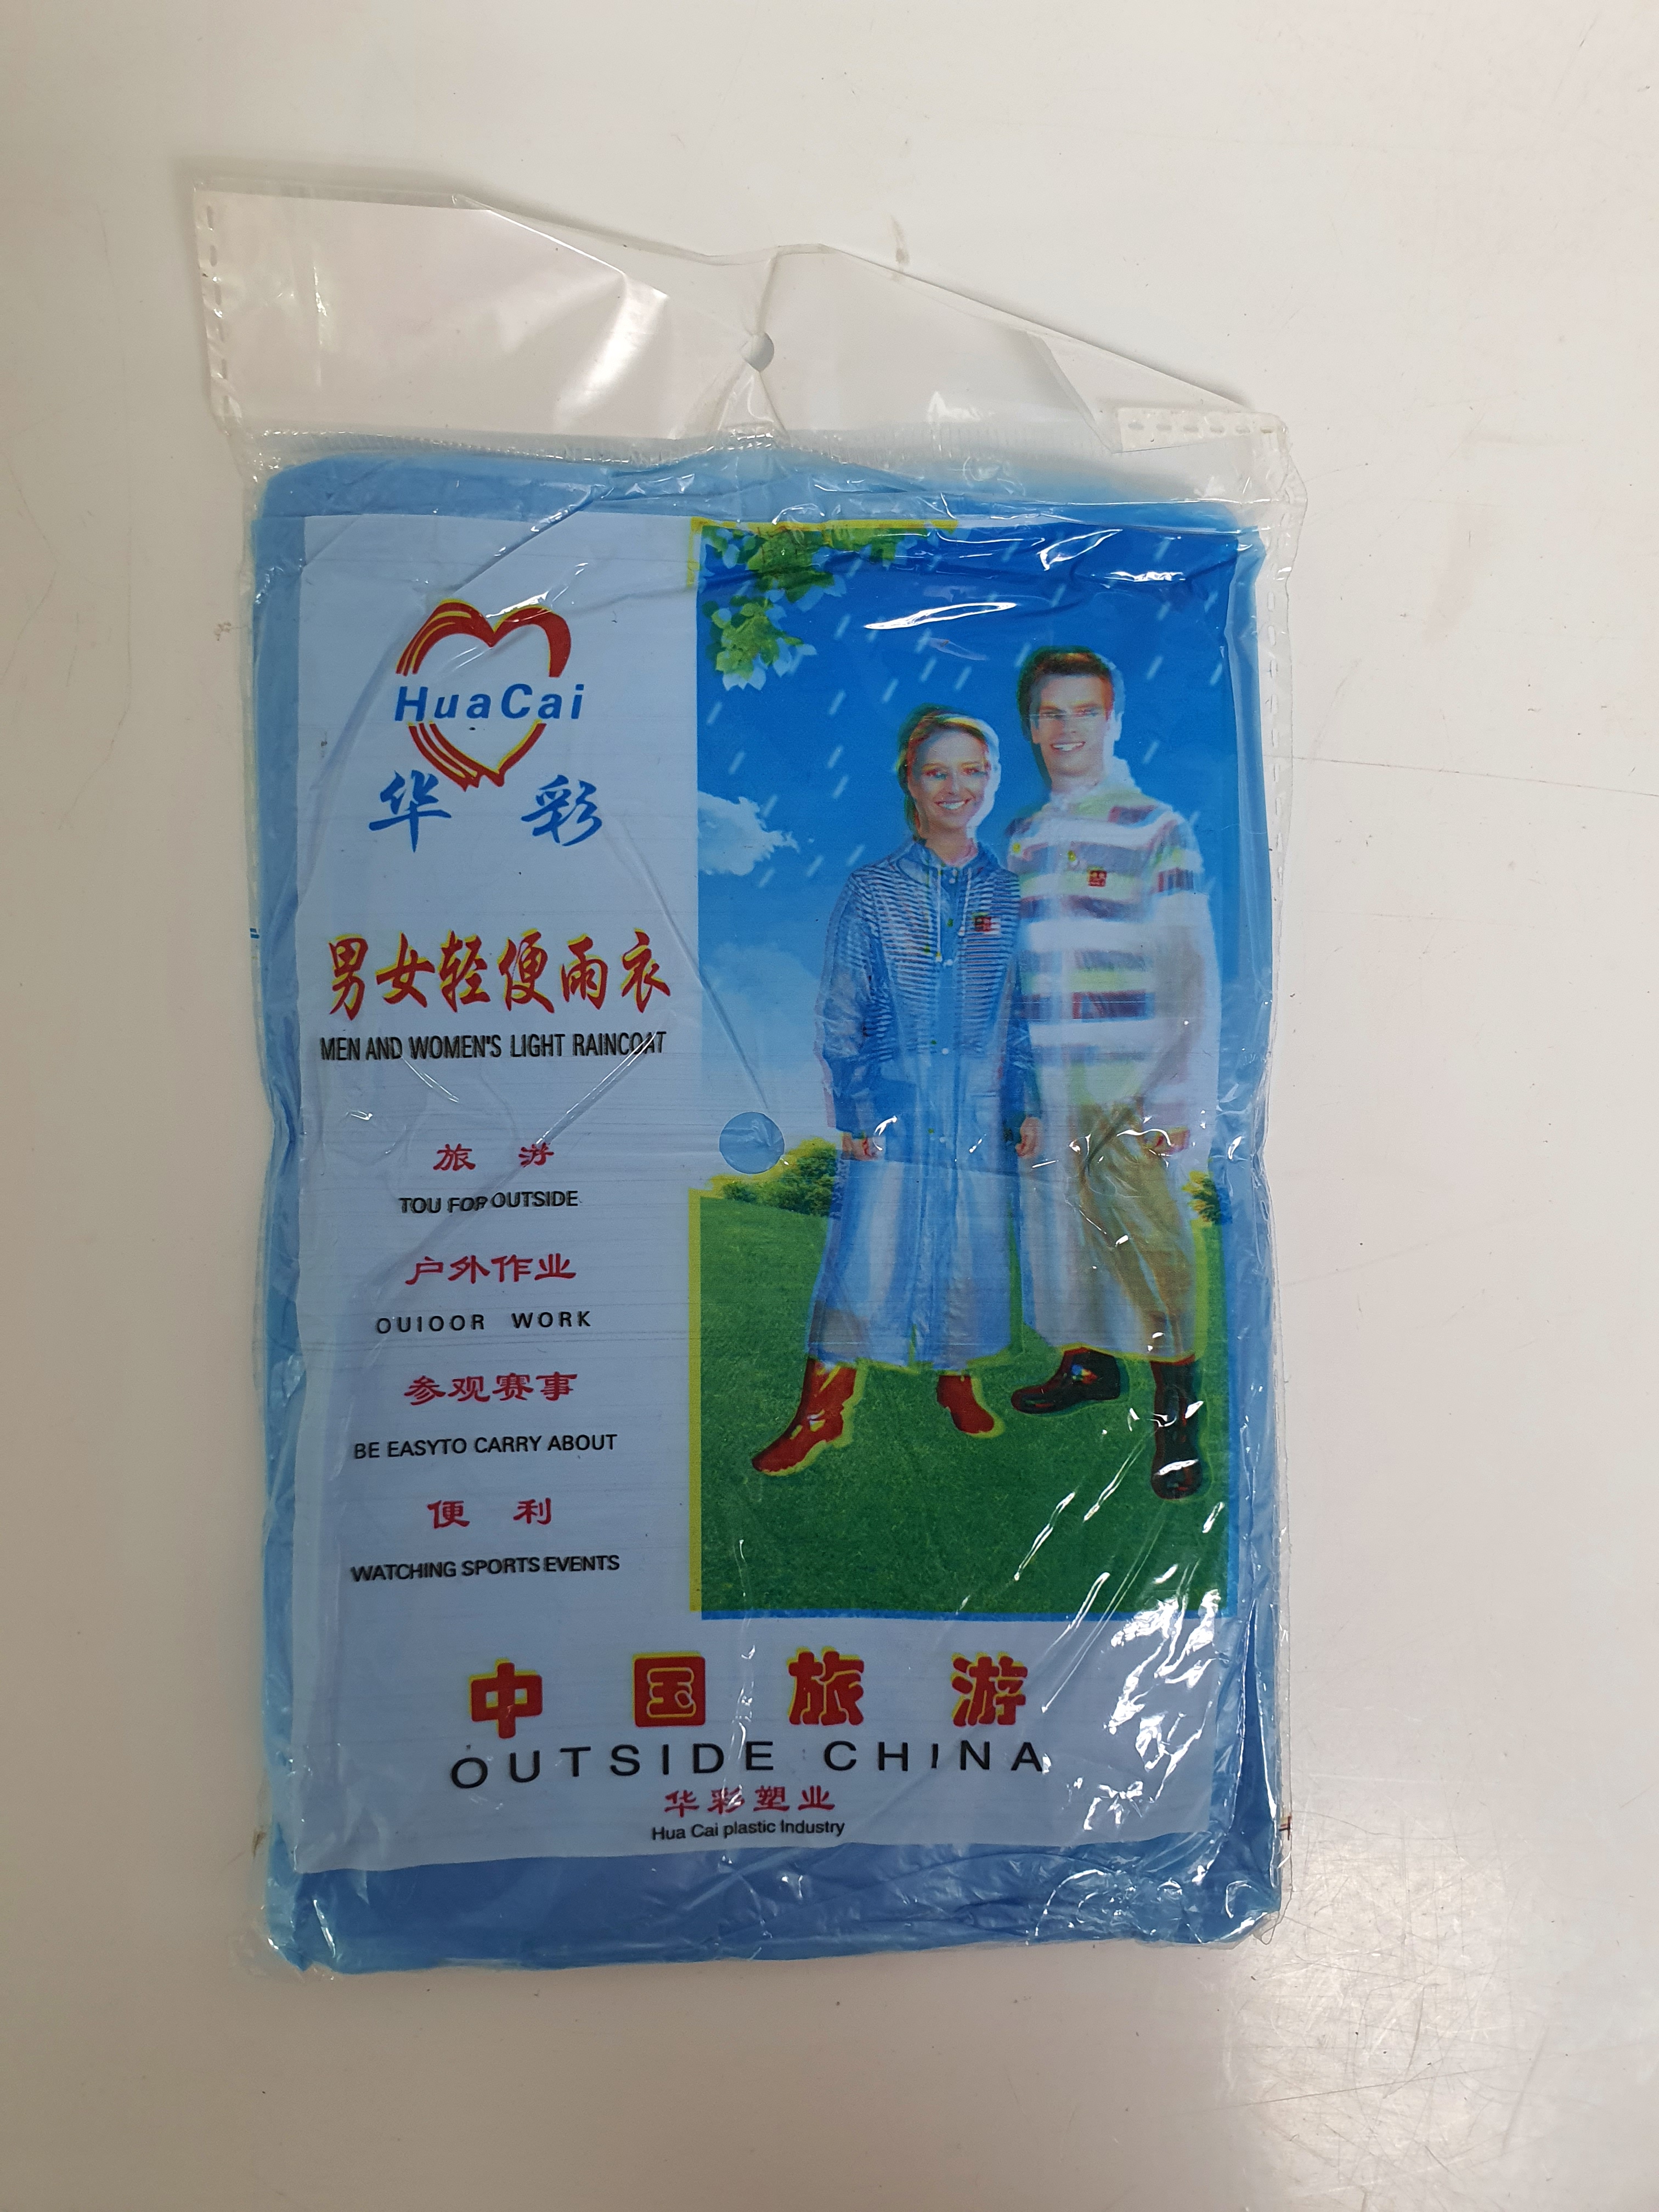 HuaCai
华彩
男女轻便雨衣
MEN AND WOMEN'S LIGHT RAINCOAT
旅游
TOU FOR OUTSIDE
户外作业
OUIOOR WORK
参观赛事
BE EASYTO CARRY ABOUT
便利
WATCHING SPORTS EVENTS
中国旅游
OUTSIDE CHINA
华彩塑业
Hua Cai plastic Industry